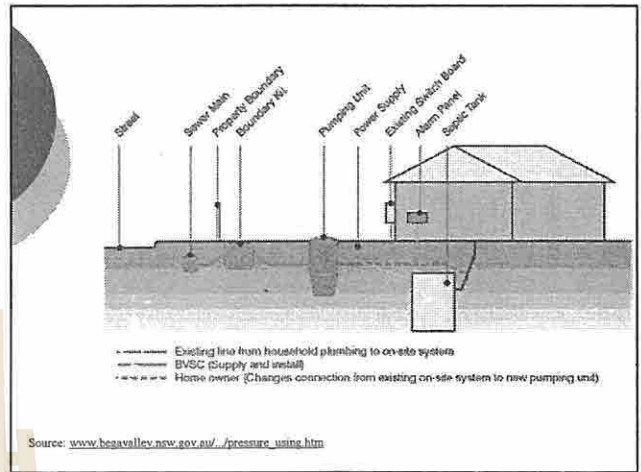 Street
Sewer Main
Property Boundary
Boundary Kit
Pumping Unit
Power Supply
Existing Switch Board
Alarm Panel
Septic Tank
Existing line from household plumbing to on-site system
BVSC (Supply and install)
Home owner (Changes connection from existing on-site system to new pumping unit)
Source: www.begavalley.nsw.gov.au/.../pressure_using.htm